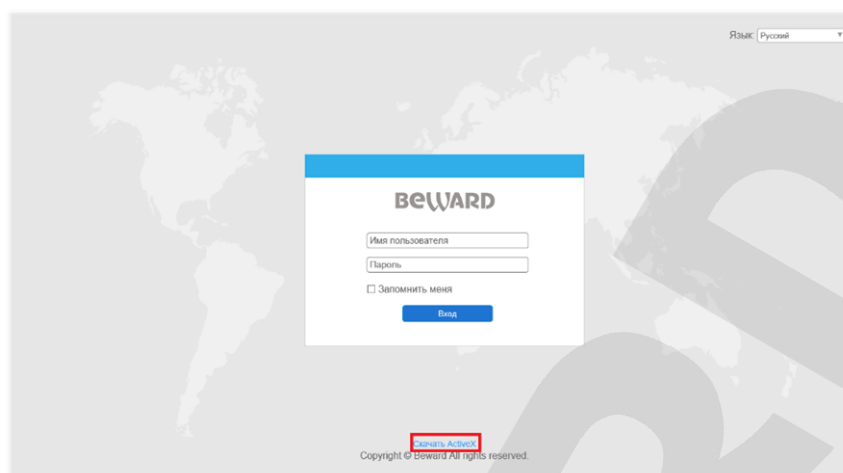 Язык: Русский
BEWARD
Имя пользователя
Пароль
Запомнить меня
Вход
Скачать ActiveX
Copyright © Beward All rights reserved.